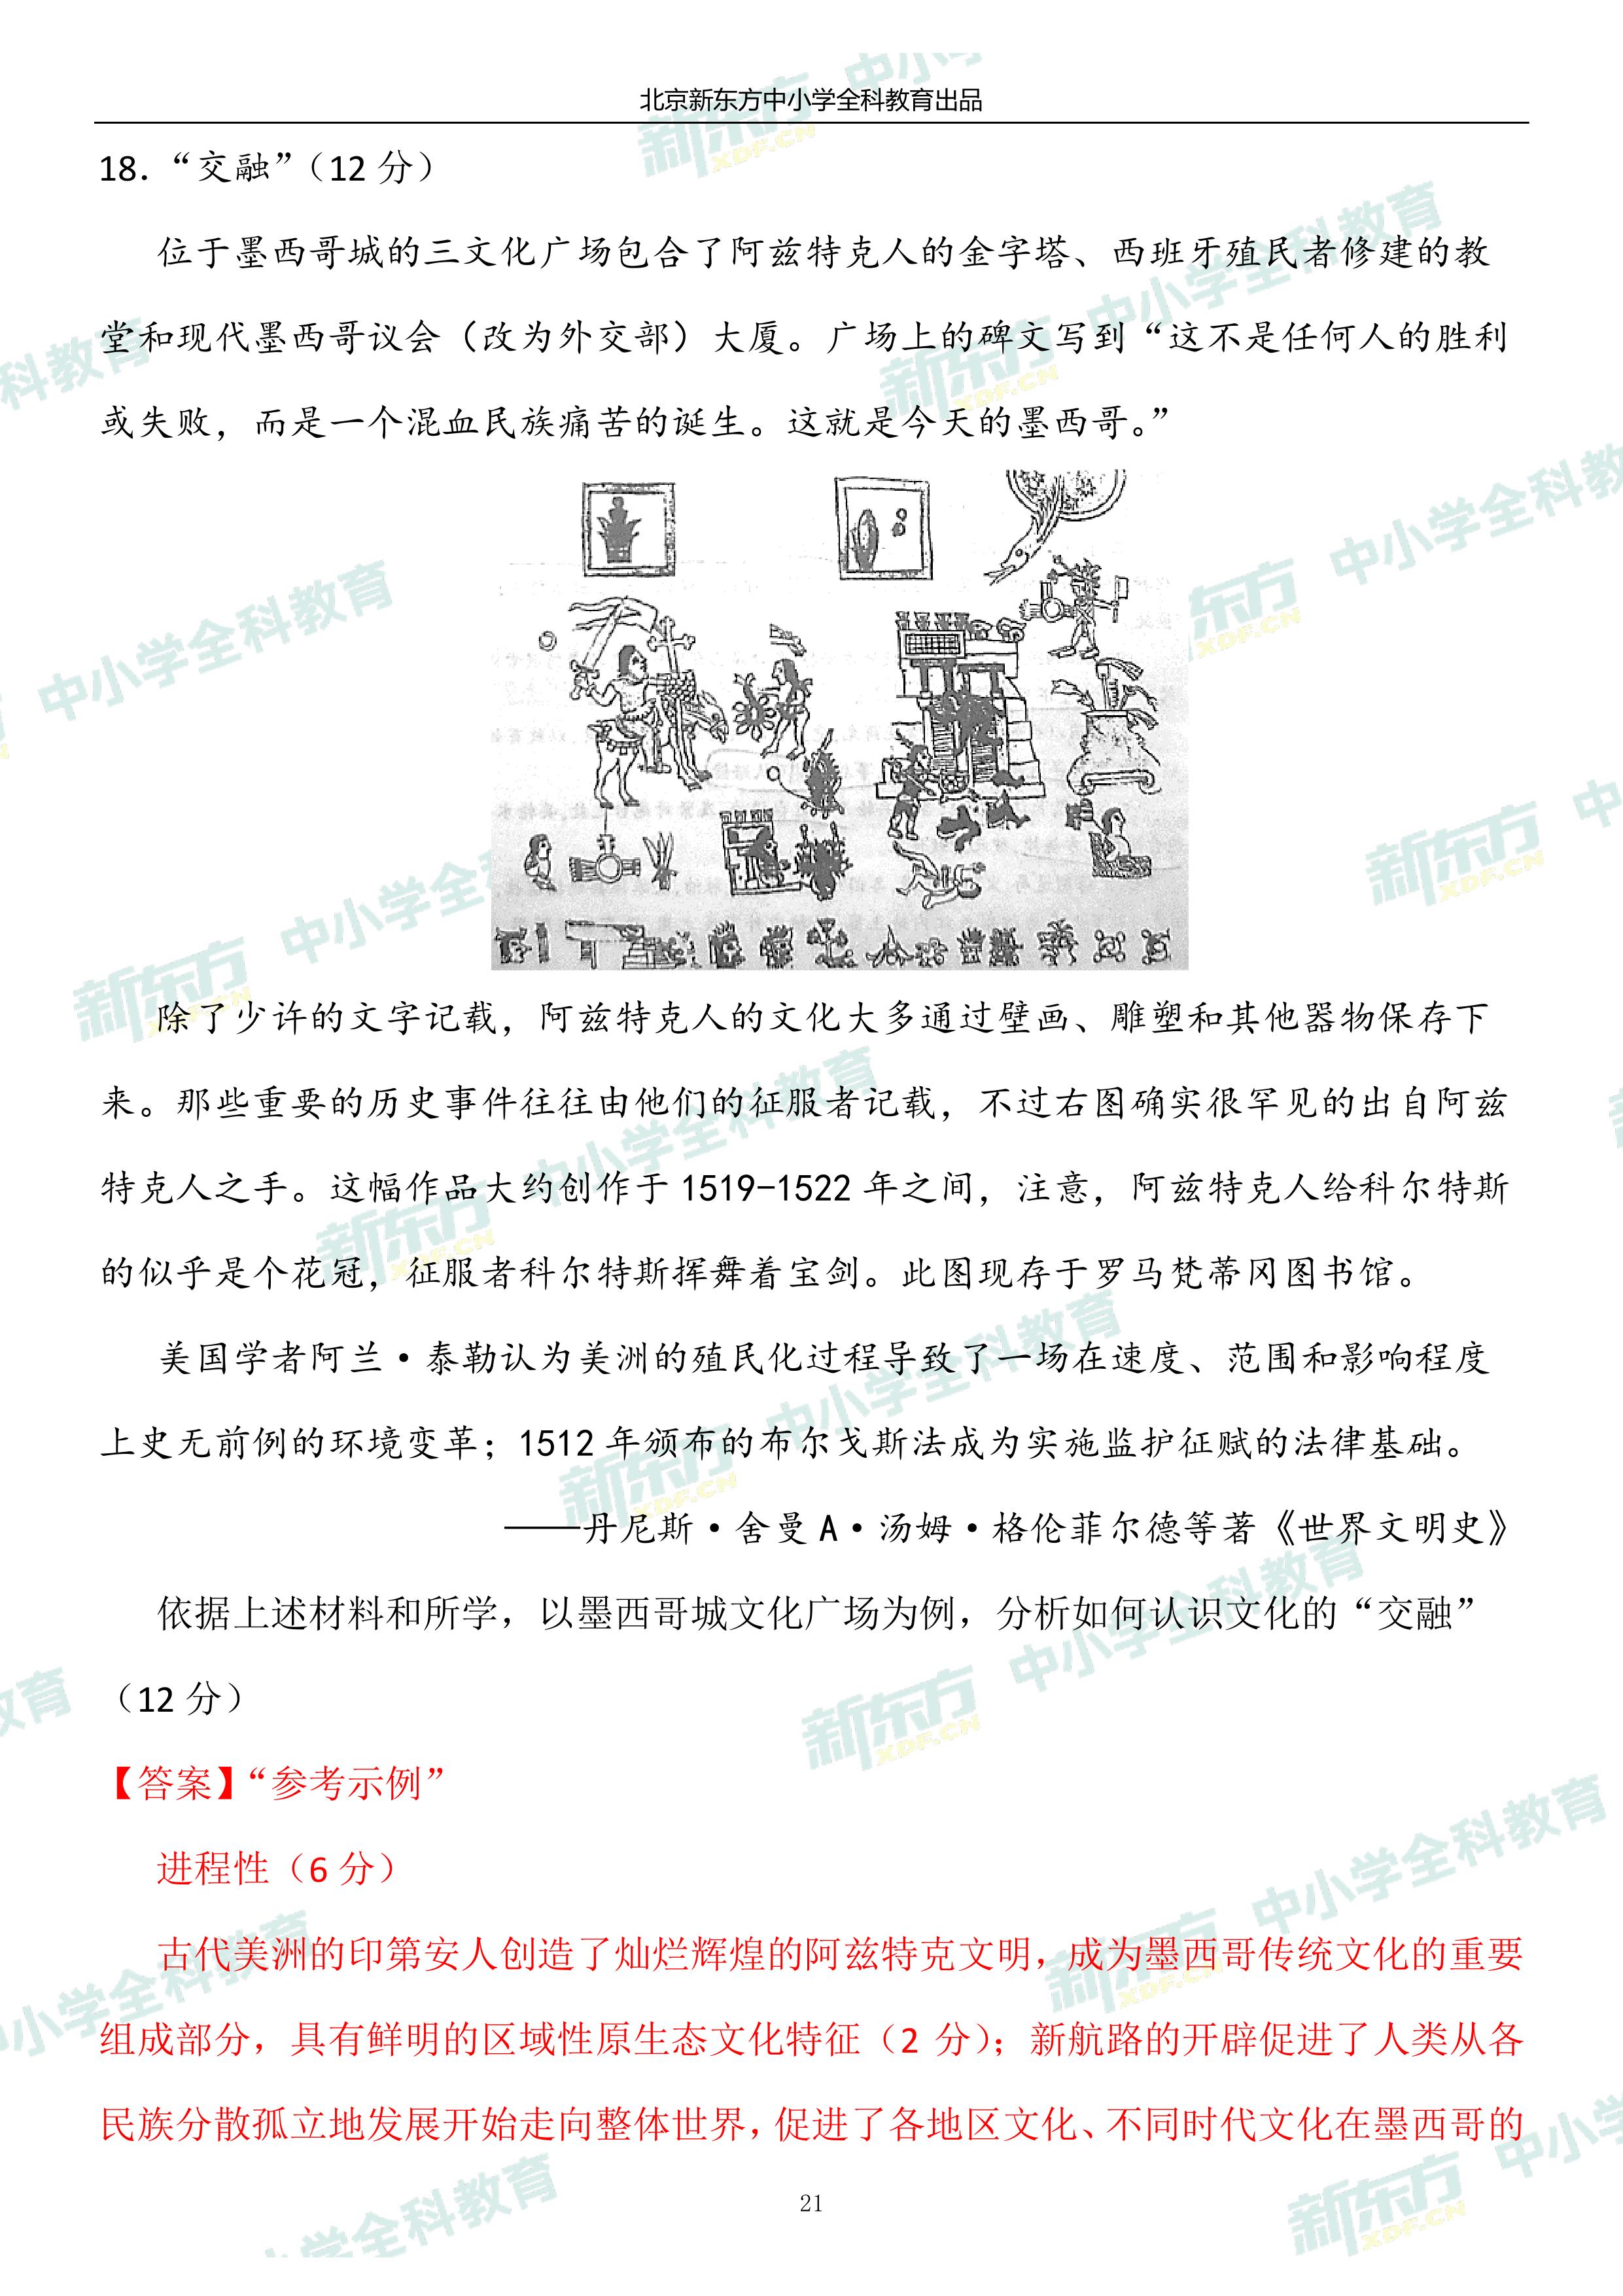 北京新东方中小学全科教育出品
18．“交融”（12 分）
位于墨西哥城的三文化广场包含了阿兹特克人的金字塔、西班牙殖民者修建的教
堂和现代墨西哥议会（改为外交部）大厦。广场上的碑文写到“这不是任何人的胜利
或失败，而是一个混血民族痛苦的诞生。这就是今天的墨西哥。”
除了少许的文字记载，阿兹特克人的文化大多通过壁画、雕塑和其他器物保存下
来。那些重要的历史事件往往由他们的征服者记载，不过右图确实很罕见的出自阿兹
特克人之手。这幅作品大约创作于 1519-1522 年之间，注意，阿兹特克人给科尔特斯
的似乎是个花冠，征服者科尔特斯挥舞着宝剑。此图现存于罗马梵蒂冈图书馆。
美国学者阿兰·泰勒认为美洲的殖民化过程导致了一场在速度、范围和影响程度
上史无前例的环境变革；1512 年颁布的布尔戈斯法成为实施监护征赋的法律基础。
——丹尼斯·舍曼 A·汤姆·格伦菲尔德等著《世界文明史》
依据上述材料和所学，以墨西哥城文化广场为例，分析如何认识文化的“交融”
（12 分）
【答案】“参考示例”
进程性（6 分）
古代美洲的印第安人创造了灿烂辉煌的阿兹特克文明，成为墨西哥传统文化的重要
组成部分，具有鲜明的区域性原生态文化特征（2 分）；新航路的开辟促进了人类从各
民族分散孤立地发展开始走向整体世界，促进了各地区文化、不同时代文化在墨西哥的
21
新东方 XDF.CN 中小学全科教育